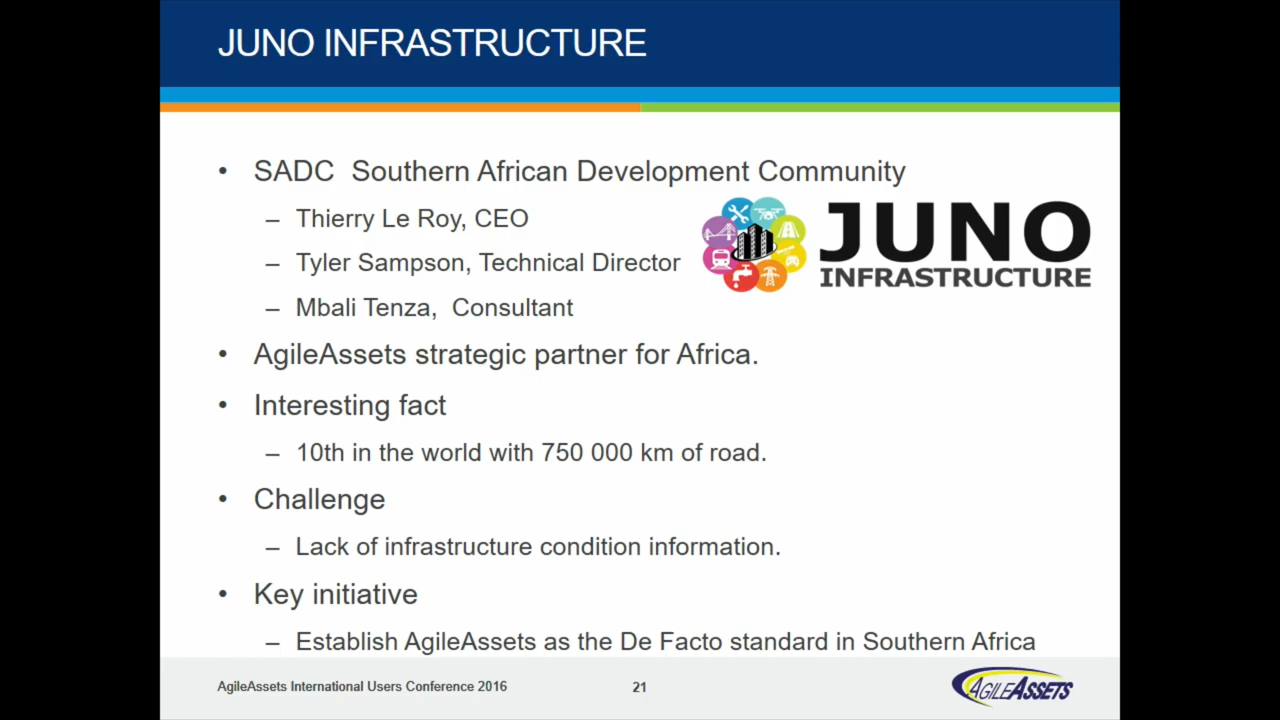 JUNO INFRASTRUCTURE
• SADC  Southern African Development Community
– Thierry Le Roy, CEO
– Tyler Sampson, Technical Director
– Mbali Tenza,  Consultant
JUNO
INFRASTRUCTURE
• AgileAssets strategic partner for Africa.
• Interesting fact
– 10th in the world with 750 000 km of road.
• Challenge
– Lack of infrastructure condition information.
• Key initiative
– Establish AgileAssets as the De Facto standard in Southern Africa
AgileAssets International Users Conference 2016
21
AGILEASSETS